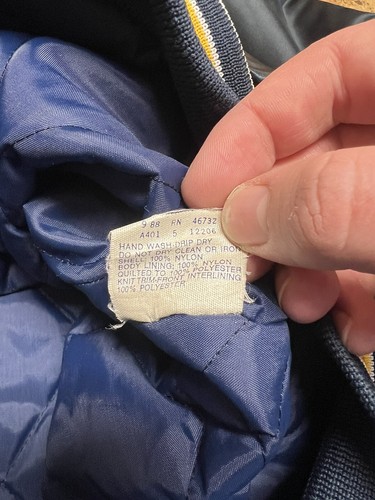 9 88 RN 46732
A401 5 12206
HAND WASH DRIP DRY
DO NOT DRY CLEAN OR IRON
SHELL: 100% NYLON
BODY LINING: 100% NYLON
QUILTED TO 100% POLYESTER
KNIT TRIM-FRONT INTERLINING
100% POLYESTER